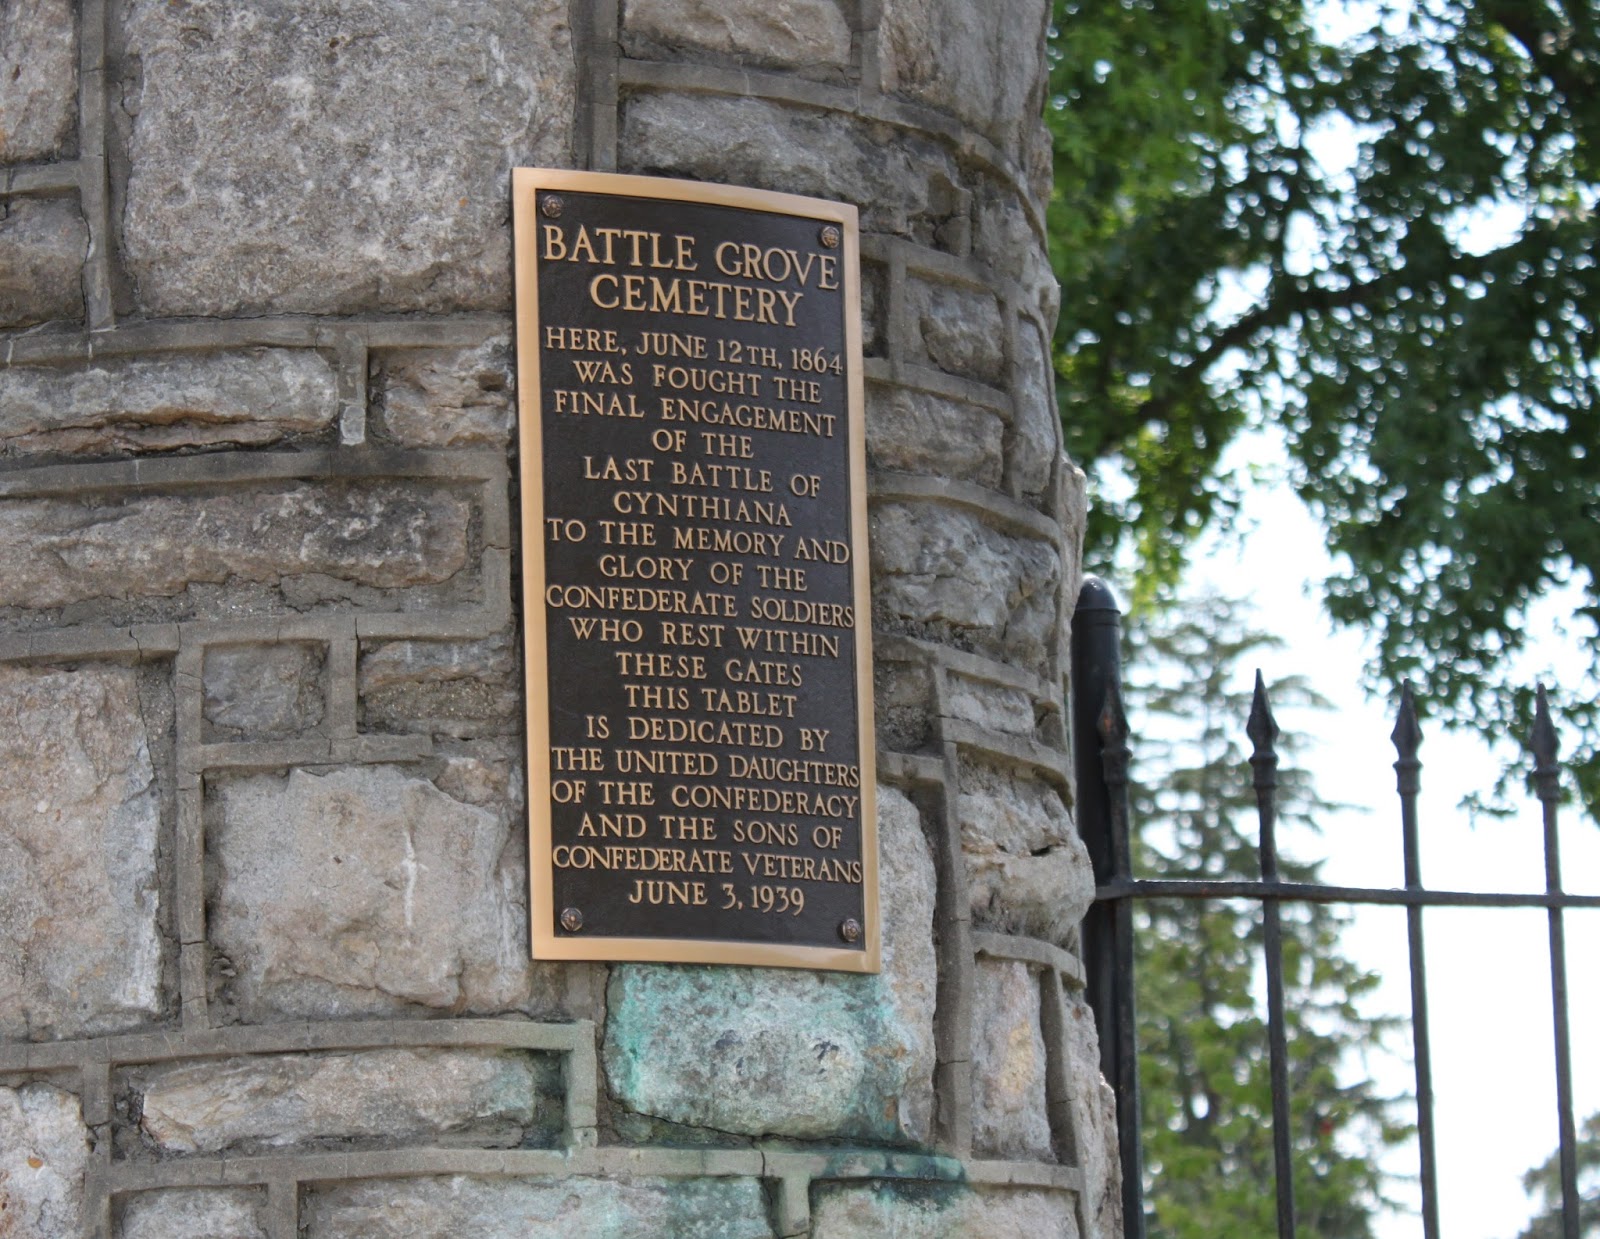 BATTLE GROVE
CEMETERY
HERE, JUNE 12TH, 1864
WAS FOUGHT THE
FINAL ENGAGEMENT
OF THE
LAST BATTLE OF
CYNTHIANA
TO THE MEMORY AND
GLORY OF THE
CONFEDERATE SOLDIERS
WHO REST WITHIN
THESE GATES
THIS TABLET
IS DEDICATED BY
THE UNITED DAUGHTERS
OF THE CONFEDERACY
AND THE SONS OF
CONFEDERATE VETERANS
JUNE 3, 1939